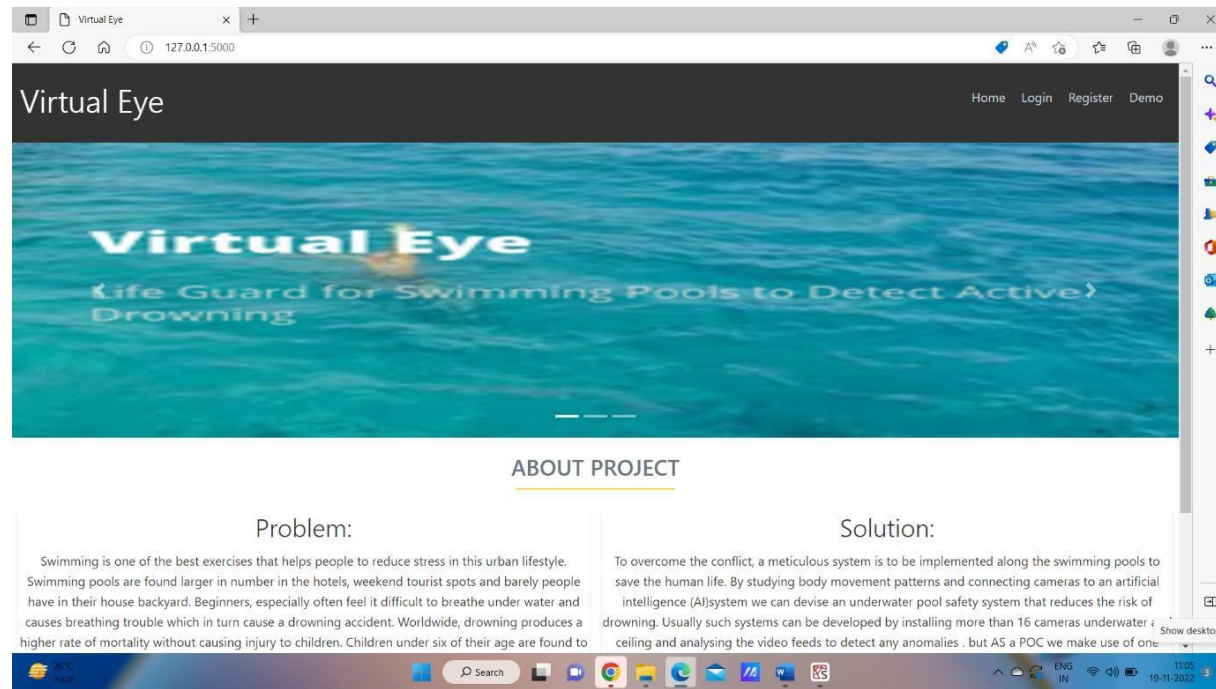 Virtual Eye
127.0.0.1:5000
Virtual Eye
Home Login Register Demo
Virtual Eye
Life Guard for Swimming Pools to Detect Active
Drowning
ABOUT PROJECT
Problem:
Swimming is one of the best exercises that helps people to reduce stress in this urban lifestyle.
Swimming pools are found larger in number in the hotels, weekend tourist spots and barely people
have in their house backyard. Beginners, especially often feel it difficult to breathe under water and
causes breathing trouble which in turn cause a drowning accident. Worldwide, drowning produces a
higher rate of mortality without causing injury to children. Children under six of their age are found to
Solution:
To overcome the conflict, a meticulous system is to be implemented along the swimming pools to
save the human life. By studying body movement patterns and connecting cameras to an artificial
intelligence (AI)system we can devise an underwater pool safety system that reduces the risk of
drowning. Usually such systems can be developed by installing more than 16 cameras underwater
ceiling and analysing the video feeds to detect any anomalies . but AS a POC we make use of one
Show deskto
Search
ENG
IN
11:05
19-11-2022